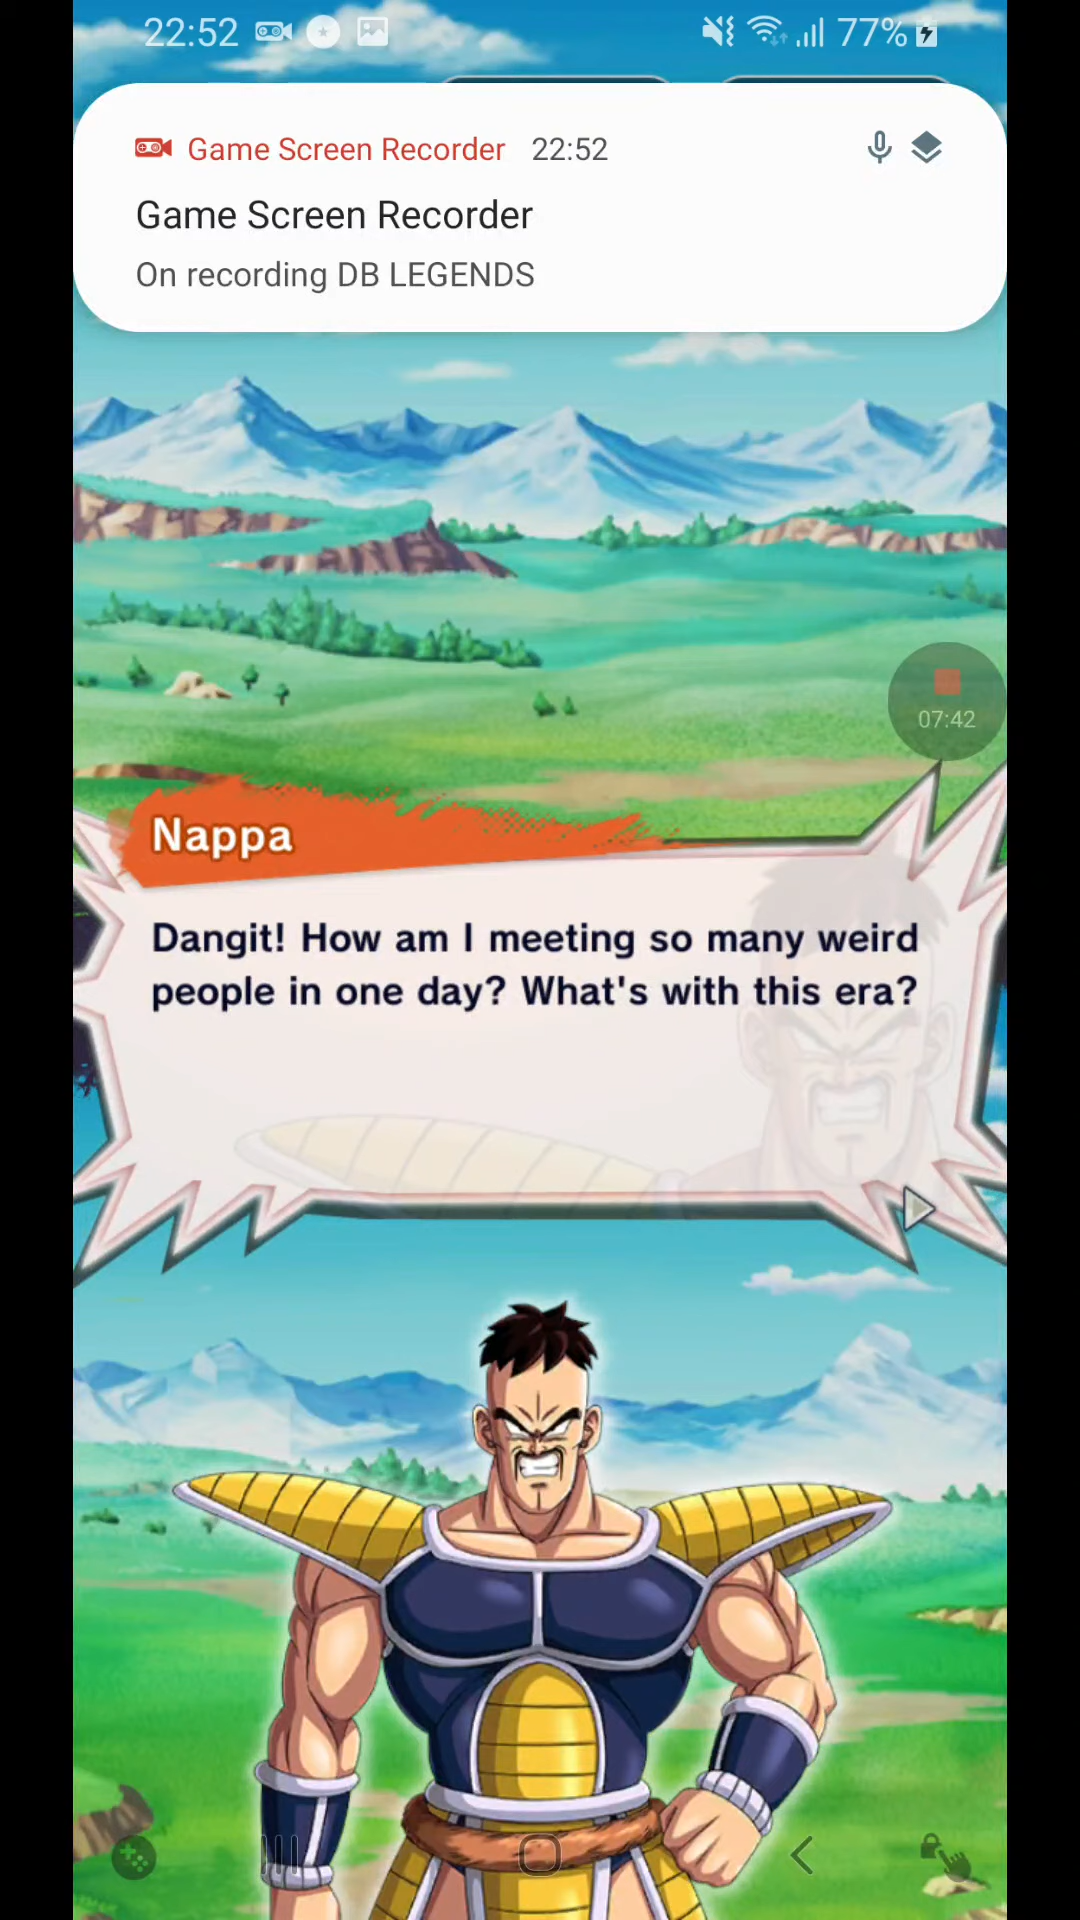 22:52 77%
Game Screen Recorder 22:52
Game Screen Recorder
On recording DB LEGENDS
07:42
Nappa
Dangit! How am I meeting so many weird
people in one day? What's with this era?